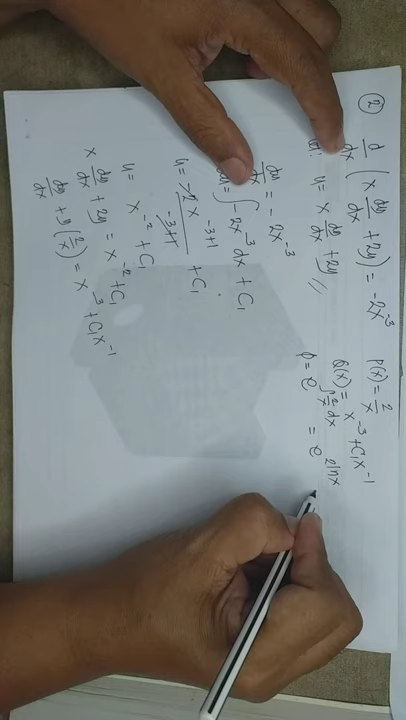 ②
d/dx (x dy/dx + 2y) = -2x⁻³
u = x dy/dx + 2y //
du/dx = -2x⁻³
= ∫ -2x⁻³ dx + C₁
u = -2x⁻³⁺¹/-3+1 + C₁
u = x⁻² + C₁
x dy/dx + 2y = x⁻² + C₁
dy/dx + y(2/x) = x⁻³ + C₁x⁻¹
P(x) = 2/x
Q(x) = x⁻³ + C₁x⁻¹
ρ = e^∫2/x dx = e^2lnx